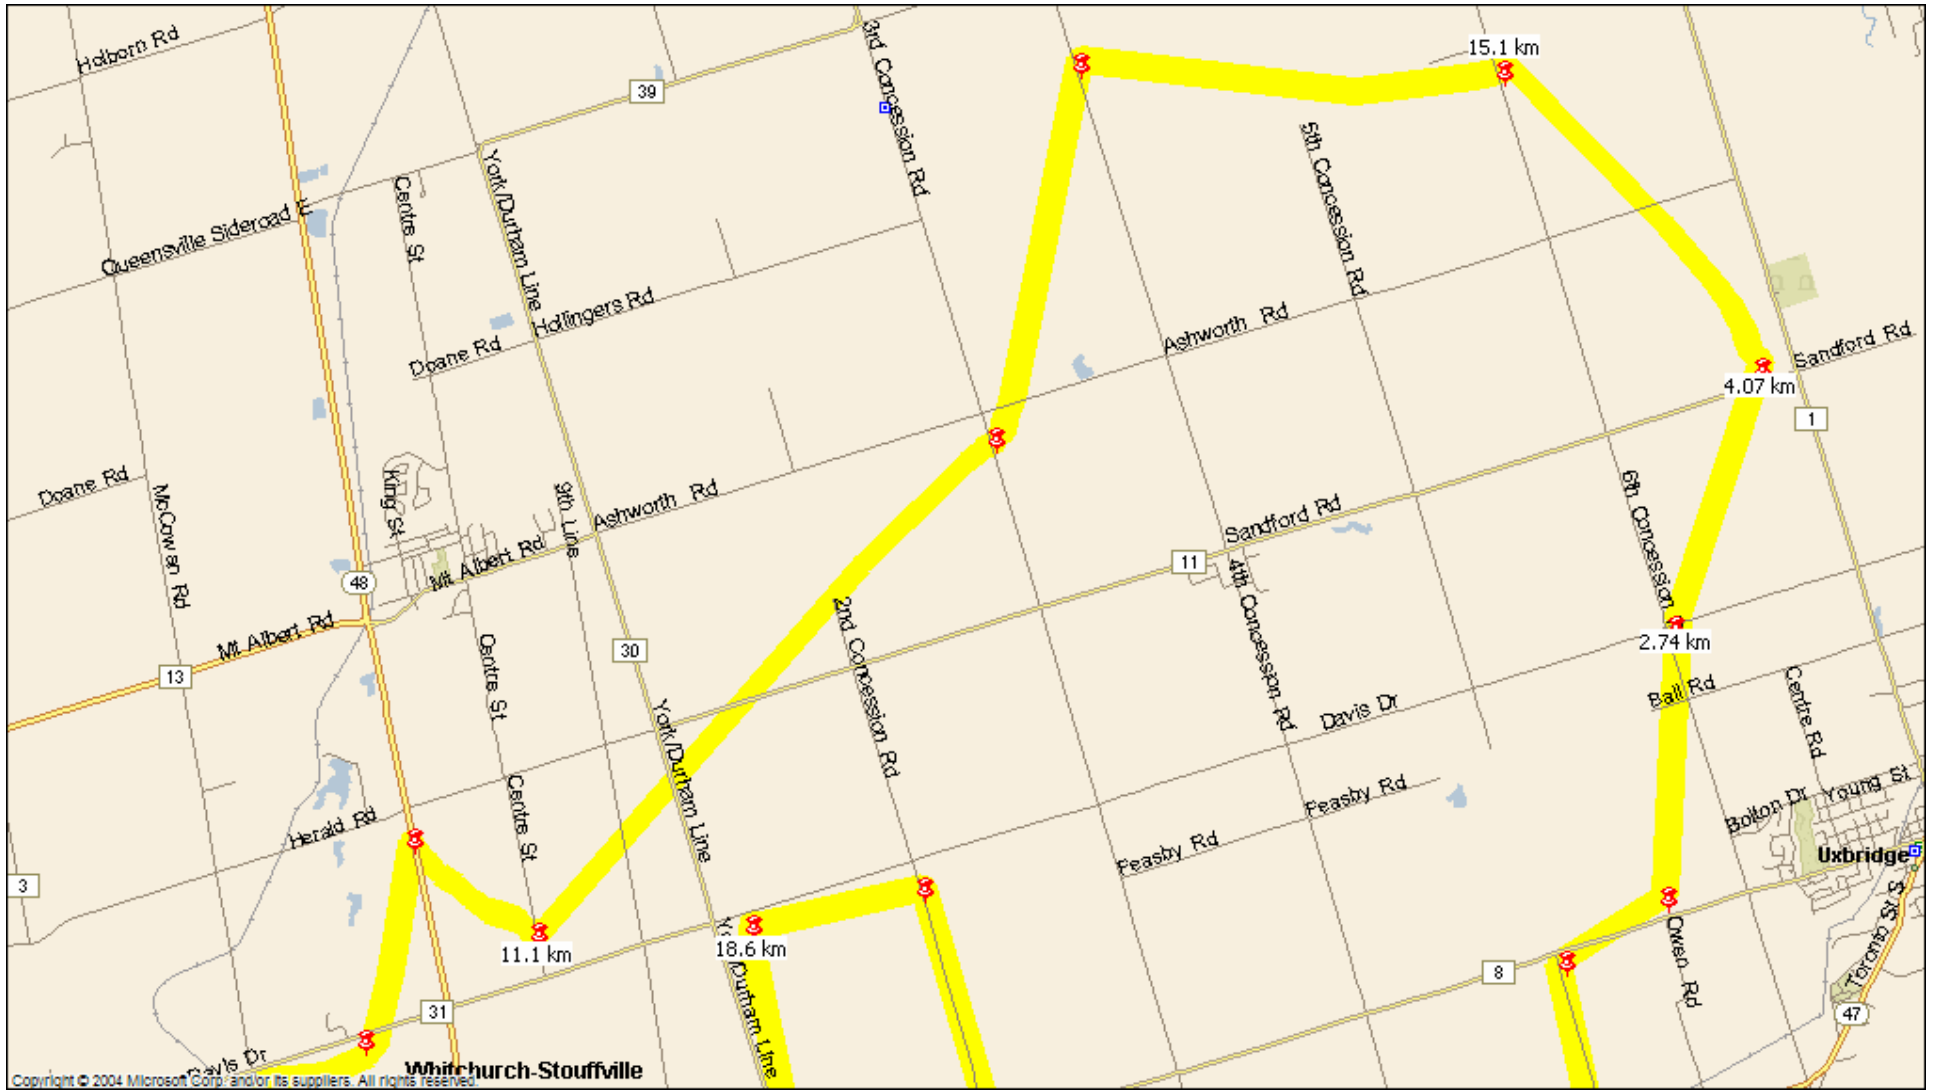 Holborn Rd
3rd Concession Rd
15.1 km
39
5th Concession Rd
York/Durham Line
Centre St
Queensville Sideroad E
Hollingers Rd
Doane Rd
Ashworth Rd
Sandford Rd
4.07 km
1
Doane Rd
McCowan Rd
King St
9th Line
Ashworth Rd
Mt Albert Rd
48
Mt Albert Rd
13
30
Centre St
2nd Concession Rd
11
Sandford Rd
4th Concession Rd
6th Concession
2.74 km
Ball Rd
Centre Rd
Davis Dr
York/Durham Line
Centre St
Herald Rd
Feasby Rd
Feasby Rd
Bolton Dr
Young St
Uxbridge
3
11.1 km
18.6 km
York/Durham Line
8
Owen Rd
Toronto St S
47
31
Davis Dr
Whitchurch-Stouffville
Copyright © 2004 Microsoft Corp. and/or its suppliers. All rights reserved.